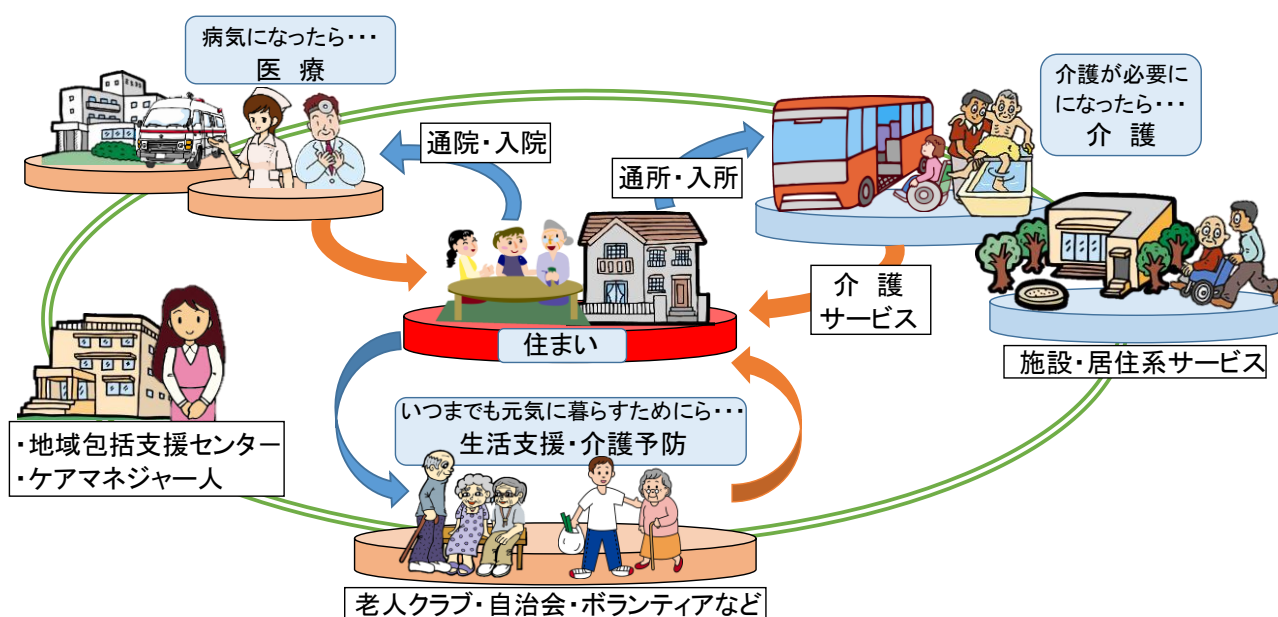 病気になったら・・・
医 療
介護が必要に
になったら・・・
介 護
通院・入院
通所・入所
介 護
サービス
住まい
施設・居住系サービス
いつまでも元気に暮らすためにら・・・
生活支援・介護予防
・地域包括支援センター
・ケアマネジャー人
老人クラブ・自治会・ボランティアなど